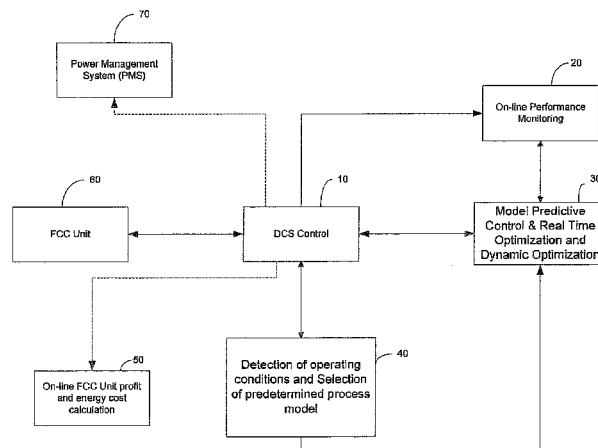 70
Power Management
System (PMS)
20
On-line Performance
Monitoring
60
FCC Unit
10
DCS Control
30
Model Predictive
Control & Real Time
Optimization and
Dynamic Optimization
50
On-line FCC Unit profit
and energy cost
calculation
40
Detection of operating
conditions and Selection
of predetermined process
model